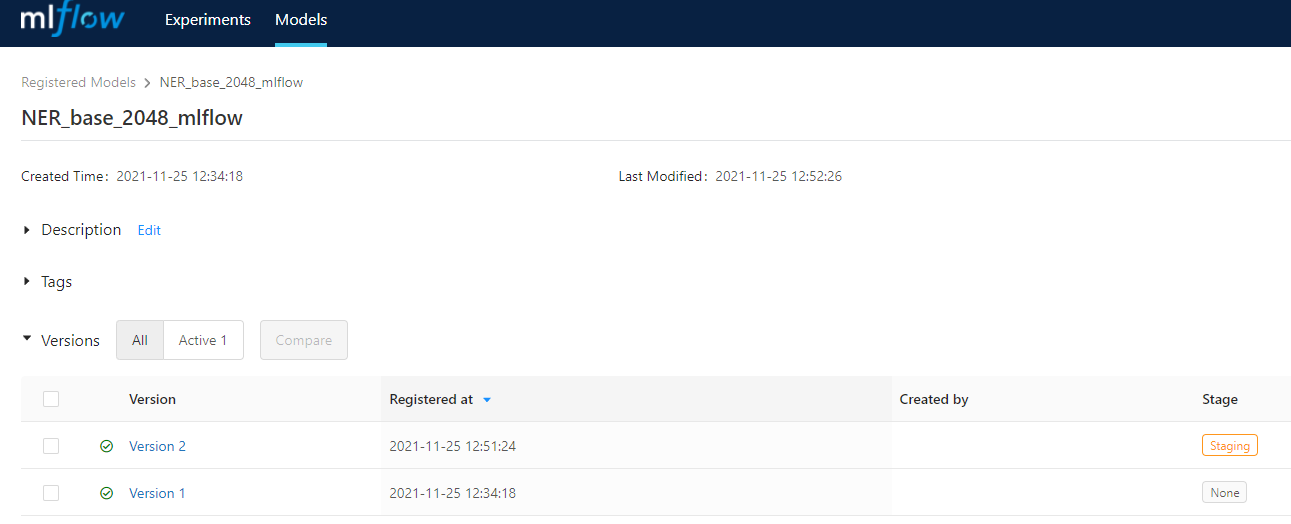 mlflow Experiments Models
Registered Models > NER_base_2048_mlflow
NER_base_2048_mlflow
Created Time: 2021-11-25 12:34:18 Last Modified: 2021-11-25 12:52:26
Description Edit
Tags
Versions All Active 1 Compare
Version Registered at Created by Stage
Version 2 2021-11-25 12:51:24 Staging
Version 1 2021-11-25 12:34:18 None